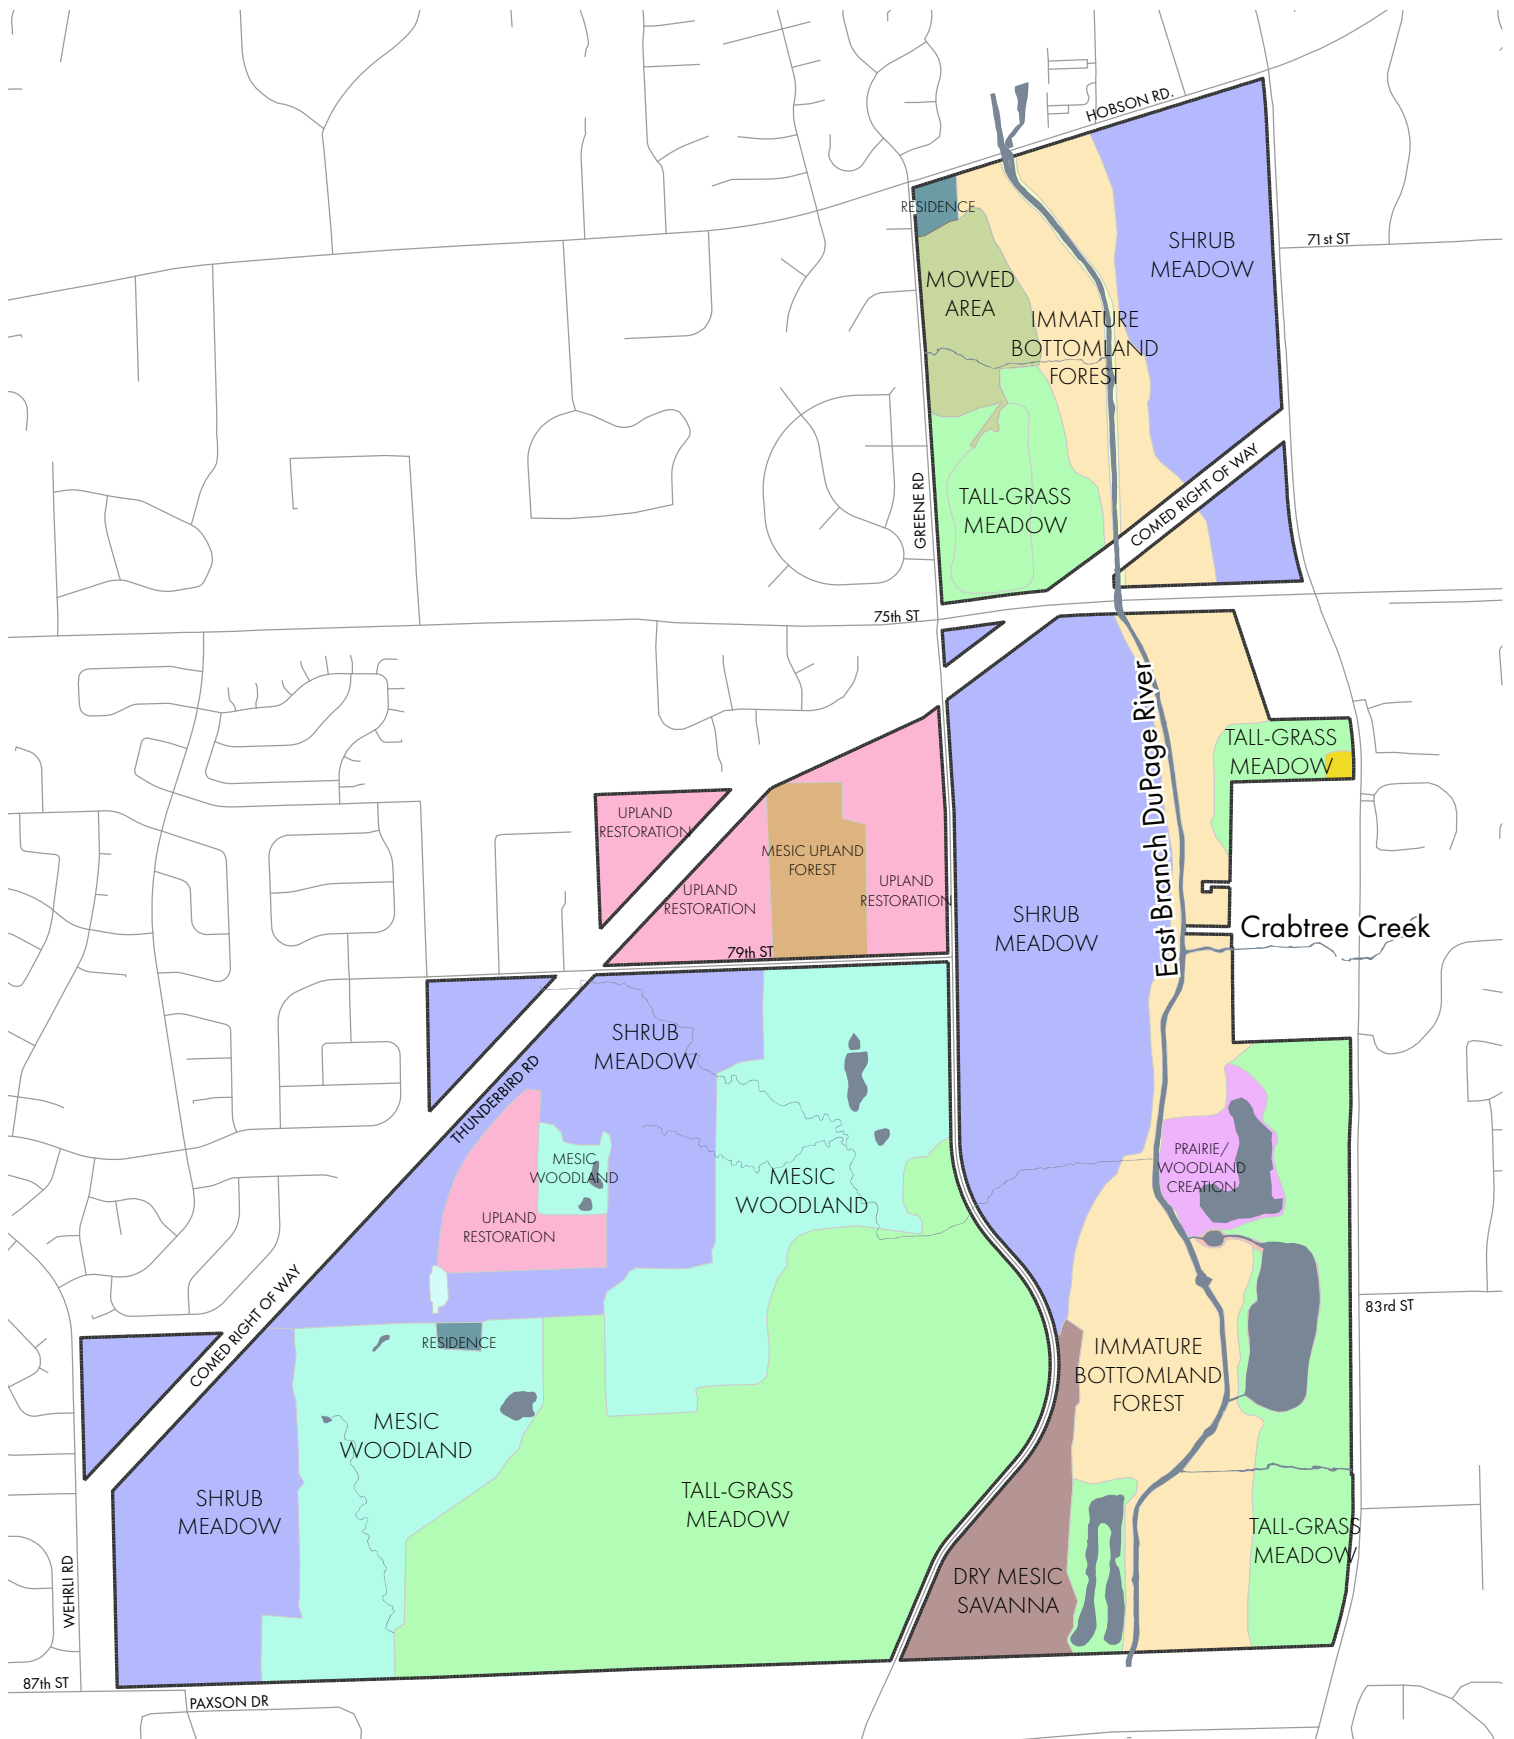 HOBSON RD.
RESIDENCE
SHRUB
MEADOW
71st ST
MOWED
AREA
IMMATURE
BOTTOMLAND
FOREST
GREENE RD
TALL-GRASS
MEADOW
COMED RIGHT OF WAY
75th ST
East Branch DuPage River
TALL-GRASS
MEADOW
UPLAND
RESTORATION
MESIC UPLAND
FOREST
UPLAND
RESTORATION
UPLAND
RESTORATION
SHRUB
MEADOW
Crabtree Creek
79th ST
SHRUB
MEADOW
THUNDERBIRD RD
MESIC
WOODLAND
MESIC
WOODLAND
PRAIRIE/
WOODLAND
CREATION
UPLAND
RESTORATION
COMED RIGHT OF WAY
83rd ST
RESIDENCE
IMMATURE
BOTTOMLAND
FOREST
MESIC
WOODLAND
SHRUB
MEADOW
TALL-GRASS
MEADOW
TALL-GRASS
MEADOW
DRY MESIC
SAVANNA
WEHRLI RD
87th ST
PAXSON DR